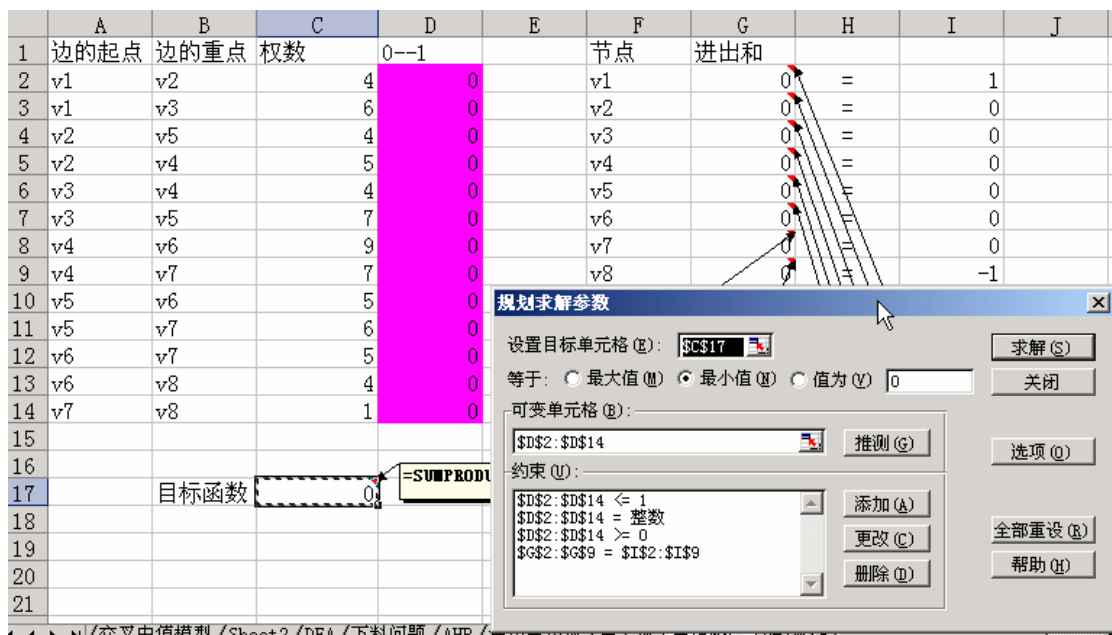 A B C D E F G H I J
1 边的起点 边的重点 权数 0--1 节点 进出和
2 v1 v2 4 0 v1 0 = 1
3 v1 v3 6 0 v2 0 = 0
4 v2 v5 4 0 v3 0 = 0
5 v2 v4 5 0 v4 0 = 0
6 v3 v4 4 0 v5 0 = 0
7 v3 v5 7 0 v6 0 = 0
8 v4 v6 9 0 v7 0 = 0
9 v4 v7 7 0 v8 0 = -1
10 v5 v6 5 0
11 v5 v7 6 0
12 v6 v7 5 0
13 v6 v8 4 0
14 v7 v8 1 0
15
16
=SUMPRODU
17 目标函数 0
18
19
20
21
规划求解参数
设置目标单元格(E): $C$17 求解(S)
等于: 最大值(M) 最小值(N) 值为(V) 0 关闭
可变单元格(B):
$D$2:$D$14 推测(G)
选项(O)
约束(U):
$D$2:$D$14 <= 1 添加(A)
$D$2:$D$14 = 整数
$D$2:$D$14 >= 0 更改(C) 全部重设(R)
$G$2:$G$9 = $I$2:$I$9
删除(D) 帮助(H)
交叉中值模型 / Sheet2 / DEA / 下料问题 / AHP